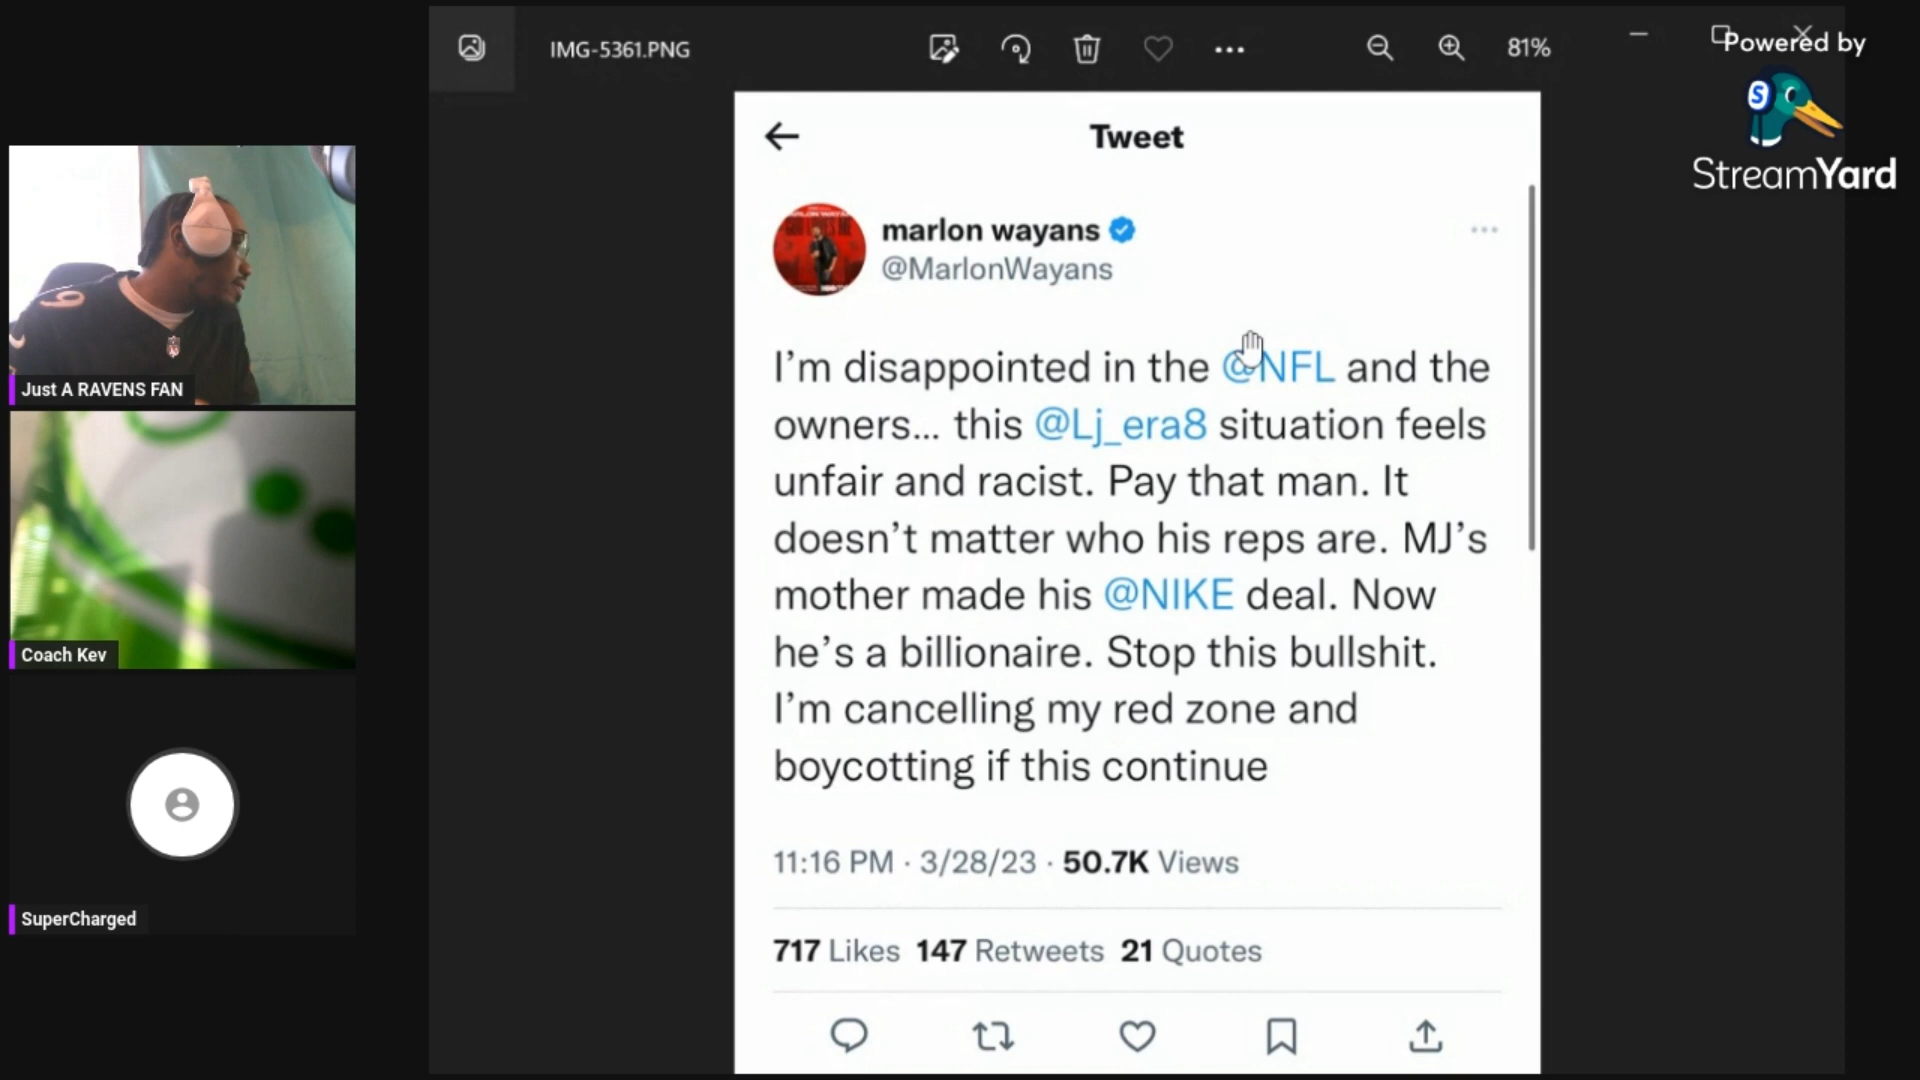 IMG-5361.PNG
81%
Powered by
S
StreamYard
Tweet
marlon wayans
@MarlonWayans
I'm disappointed in the @NFL and the
owners... this @Lj_era8 situation feels
unfair and racist. Pay that man. It
doesn't matter who his reps are. MJ's
mother made his @NIKE deal. Now
he's a billionaire. Stop this bullshit.
I'm cancelling my red zone and
boycotting if this continue
11:16 PM · 3/28/23 · 50.7K Views
717 Likes 147 Retweets 21 Quotes
9
Just A RAVENS FAN
Coach Kev
SuperCharged